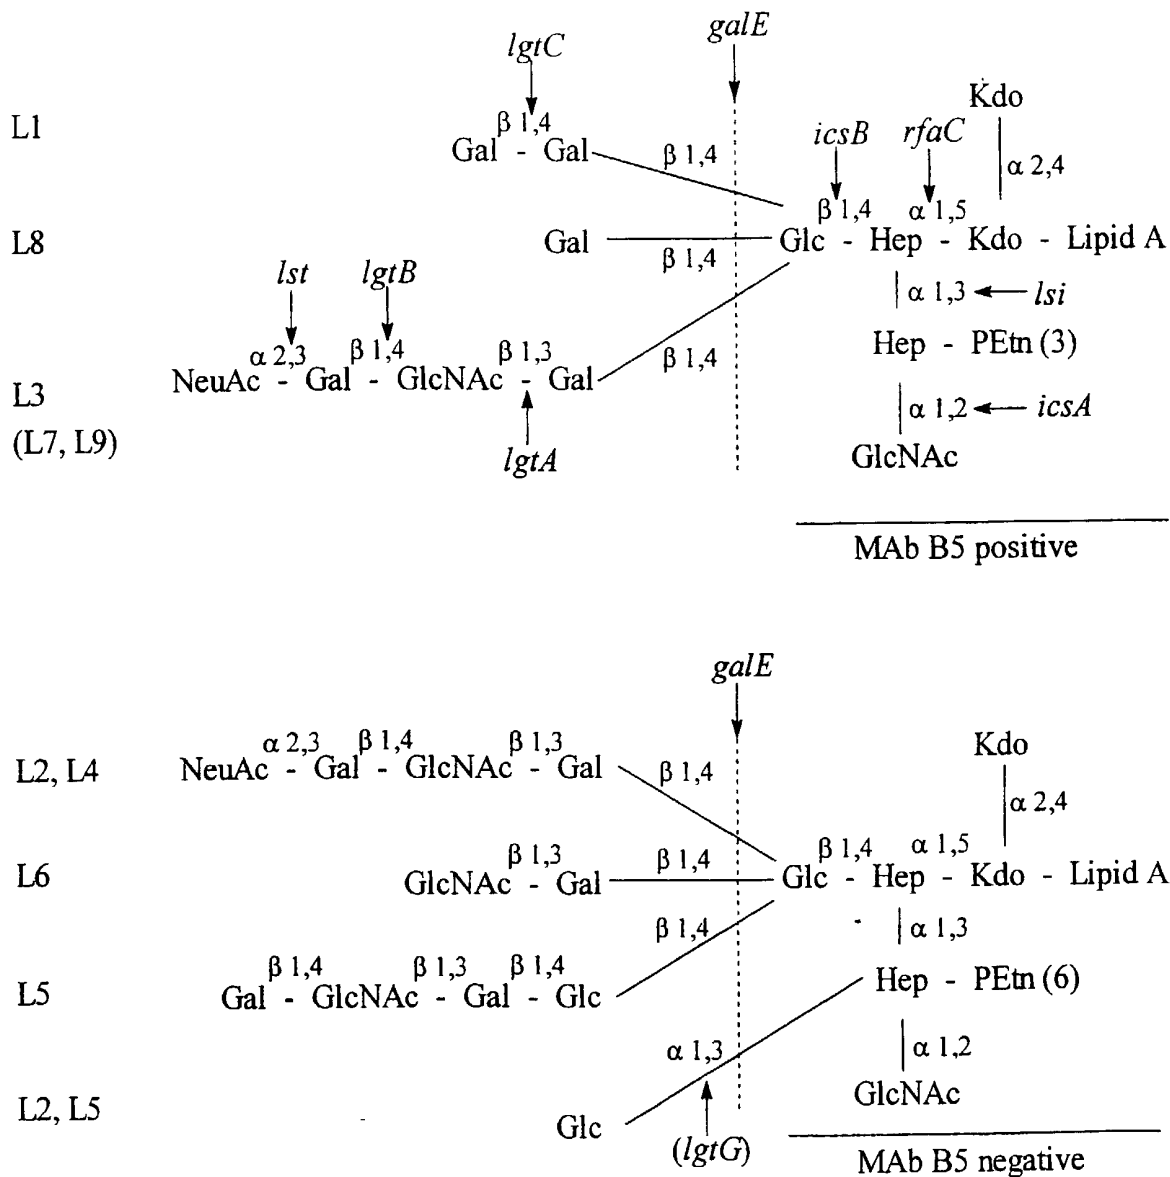 galE
lgtC
Kdo
L1
β 1,4
icsB
rfaC
Gal - Gal
β 1,4
α 2,4
β 1,4
α 1,5
L8
Gal
β 1,4
Glc - Hep - Kdo - Lipid A
lst
lgtB
α 1,3
lsi
α 2,3
β 1,4
β 1,3
β 1,4
Hep - PEtn (3)
NeuAc - Gal - GlcNAc - Gal
L3
α 1,2
icsA
(L7, L9)
lgtA
GlcNAc
MAb B5 positive
galE
α 2,3
β 1,4
β 1,3
Kdo
L2, L4
NeuAc - Gal - GlcNAc - Gal
β 1,4
α 2,4
β 1,3
β 1,4
β 1,4
α 1,5
L6
GlcNAc - Gal
Glc - Hep - Kdo - Lipid A
β 1,4
α 1,3
β 1,4
β 1,3
β 1,4
L5
Gal - GlcNAc - Gal - Glc
Hep - PEtn (6)
α 1,3
α 1,2
GlcNAc
L2, L5
Glc
(lgtG)
MAb B5 negative